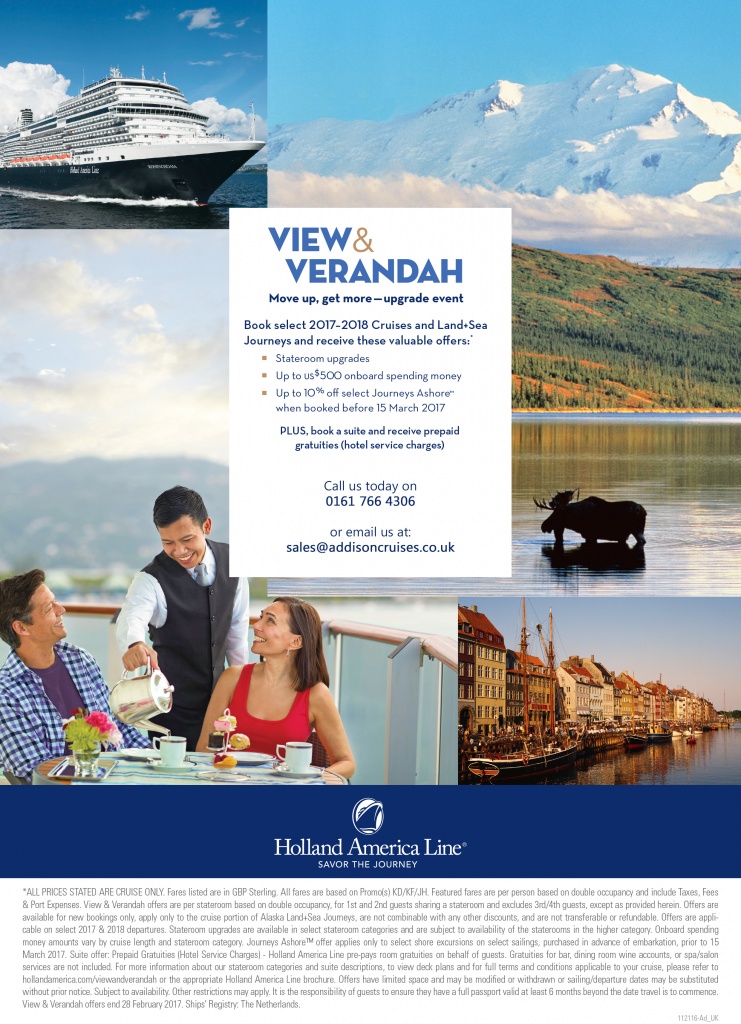 Holland America Line
VIEW&
VERANDAH
Move up, get more—upgrade event
Book select 2017–2018 Cruises and Land+Sea
Journeys and receive these valuable offers:*
▪ Stateroom upgrades
▪ Up to US$500 onboard spending money
▪ Up to 10% off select Journeys Ashore™
when booked before 15 March 2017
PLUS, book a suite and receive prepaid
gratuities (hotel service charges)
Call us today on
0161 766 4306
or email us at:
sales@addisoncruises.co.uk
Holland America Line®
SAVOR THE JOURNEY
*ALL PRICES STATED ARE CRUISE ONLY. Fares listed are in GBP Sterling. All fares are based on Promo(s) KD/KF/JH. Featured fares are per person based on double occupancy and include Taxes, Fees
& Port Expenses. View & Verandah offers are per stateroom based on double occupancy, for 1st and 2nd guests sharing a stateroom and excludes 3rd/4th guests, except as provided herein. Offers are
available for new bookings only, apply only to the cruise portion of Alaska Land+Sea Journeys, are not combinable with any other discounts, and are not transferable or refundable. Offers are appli-
cable on select 2017 & 2018 departures. Stateroom upgrades are available in select stateroom categories and are subject to availability of the staterooms in the higher category. Onboard spending
money amounts vary by cruise length and stateroom category. Journeys Ashore™ offer applies only to select shore excursions on select sailings, purchased in advance of embarkation, prior to 15
March 2017. Suite offer: Prepaid Gratuities (Hotel Service Charges) - Holland America Line pre-pays room gratuities on behalf of guests. Gratuities for bar, dining room wine accounts, or spa/salon
services are not included. For more information about our stateroom categories and suite descriptions, to view deck plans and for full terms and conditions applicable to your cruise, please refer to
hollandamerica.com/viewandverandah or the appropriate Holland America Line brochure. Offers have limited space and may be modified or withdrawn or sailing/departure dates may be substituted
without prior notice. Subject to availability. Other restrictions may apply. It is the responsibility of guests to ensure they have a full passport valid at least 6 months beyond the date travel is to commence.
View & Verandah offers end 28 February 2017. Ships' Registry: The Netherlands.
112116-Ad_UK